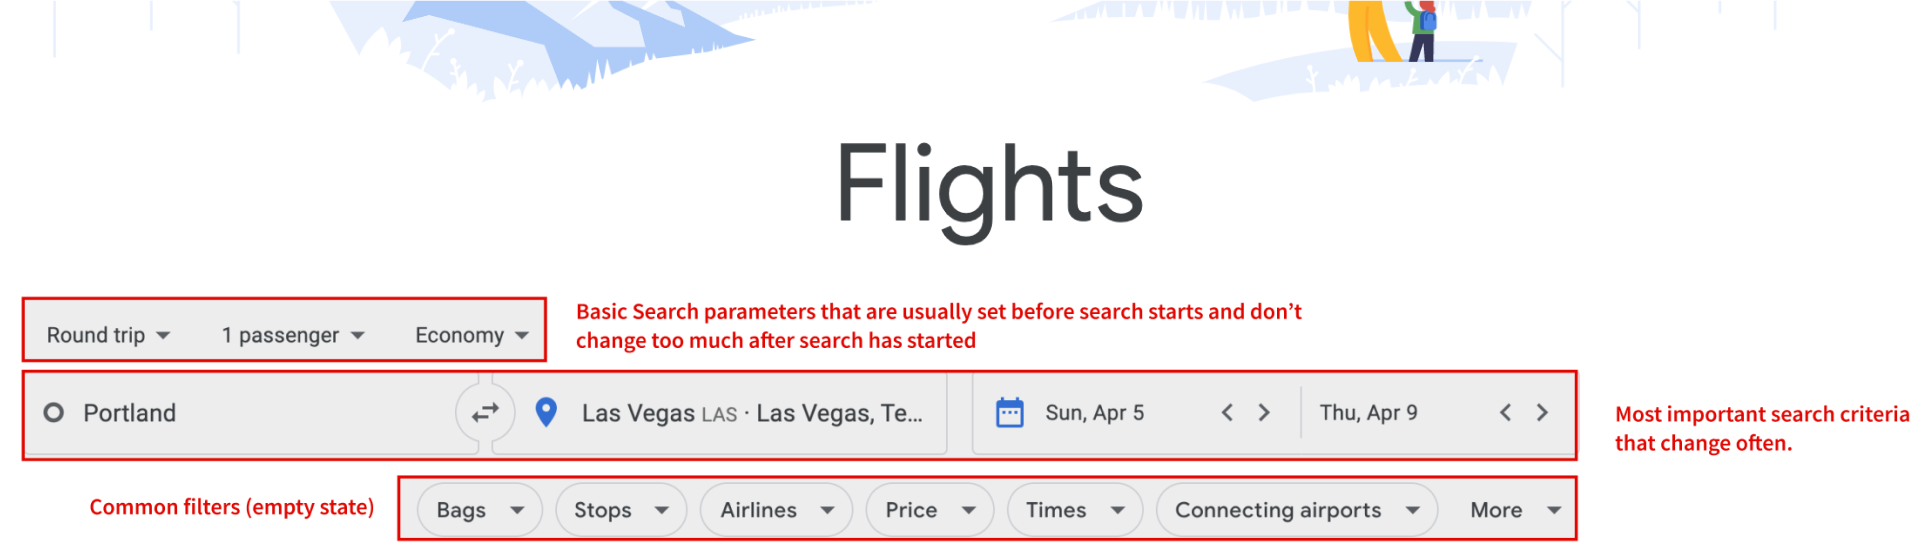 Flights
Round trip 1 passenger Economy
Basic Search parameters that are usually set before search starts and don’t
change too much after search has started
Portland
Las Vegas LAS · Las Vegas, Te...
Sun, Apr 5
Thu, Apr 9
Most important search criteria
that change often.
Common filters (empty state)
Bags Stops Airlines Price Times Connecting airports More